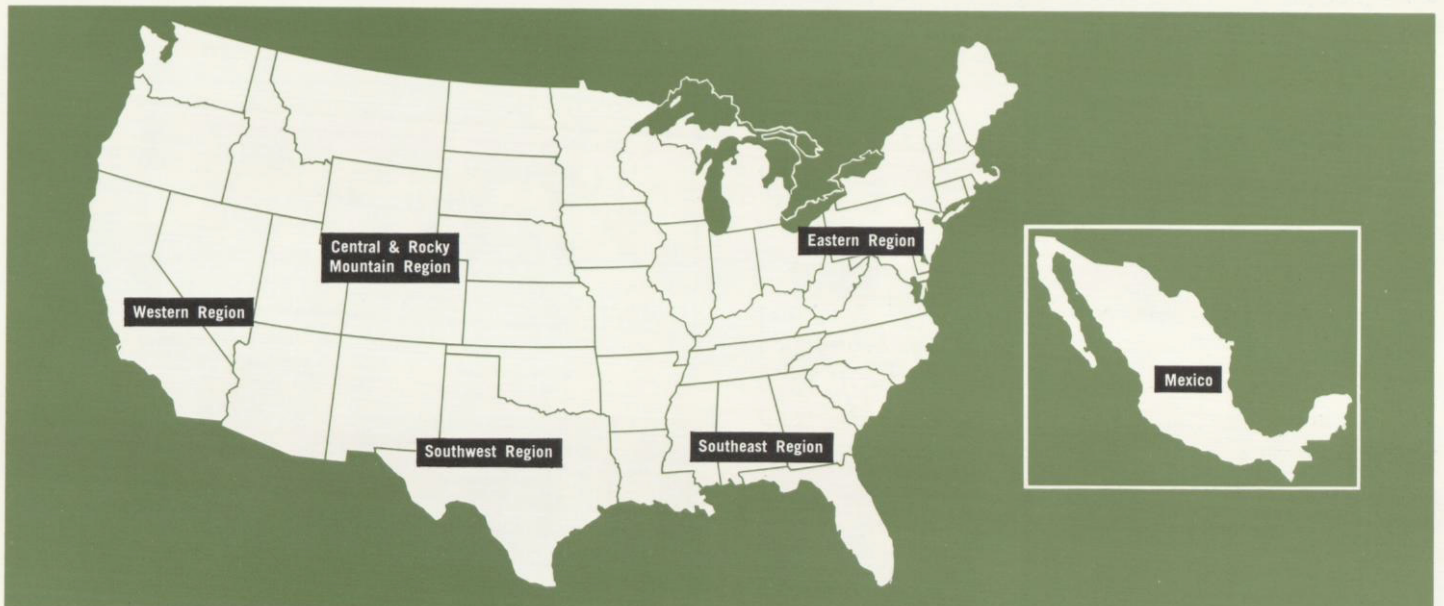 Central & Rocky
Mountain Region
Eastern Region
Western Region
Mexico
Southwest Region
Southeast Region